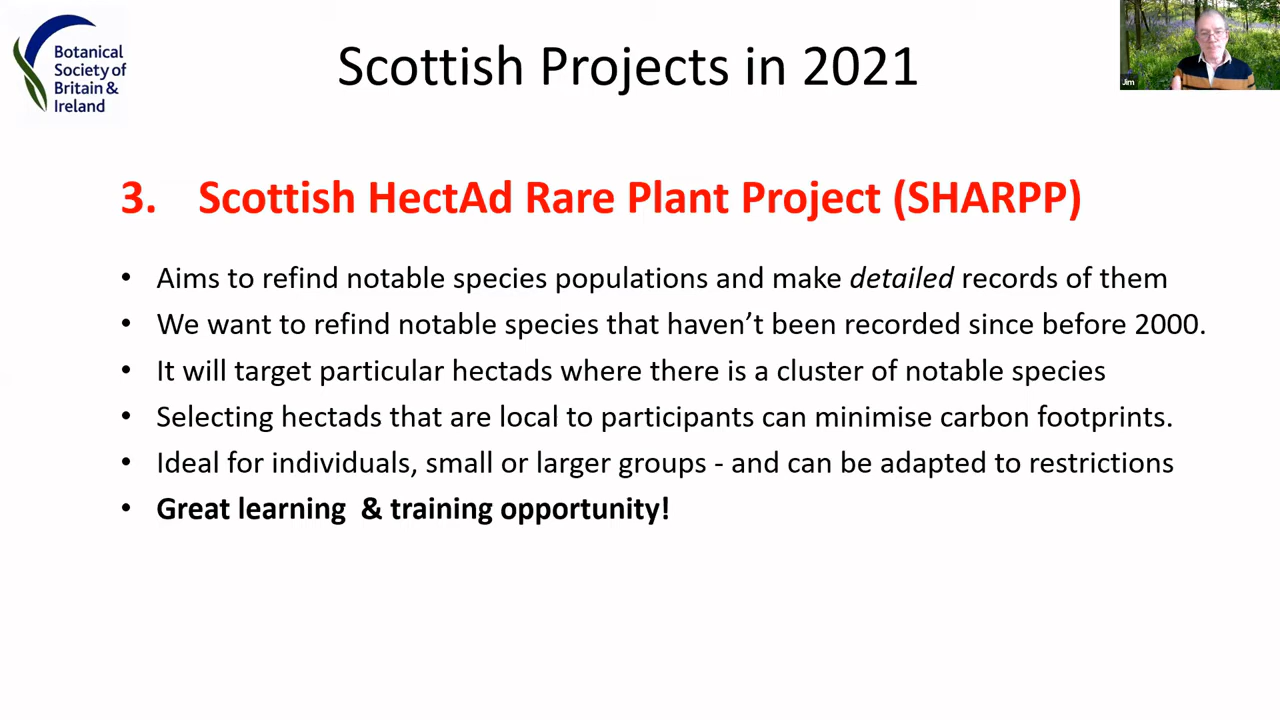 Botanical
Society of
Britain &
Ireland
Scottish Projects in 2021
Jim
3. Scottish HectAd Rare Plant Project (SHARPP)
• Aims to refind notable species populations and make detailed records of them
• We want to refind notable species that haven’t been recorded since before 2000.
• It will target particular hectads where there is a cluster of notable species
• Selecting hectads that are local to participants can minimise carbon footprints.
• Ideal for individuals, small or larger groups - and can be adapted to restrictions
• Great learning & training opportunity!